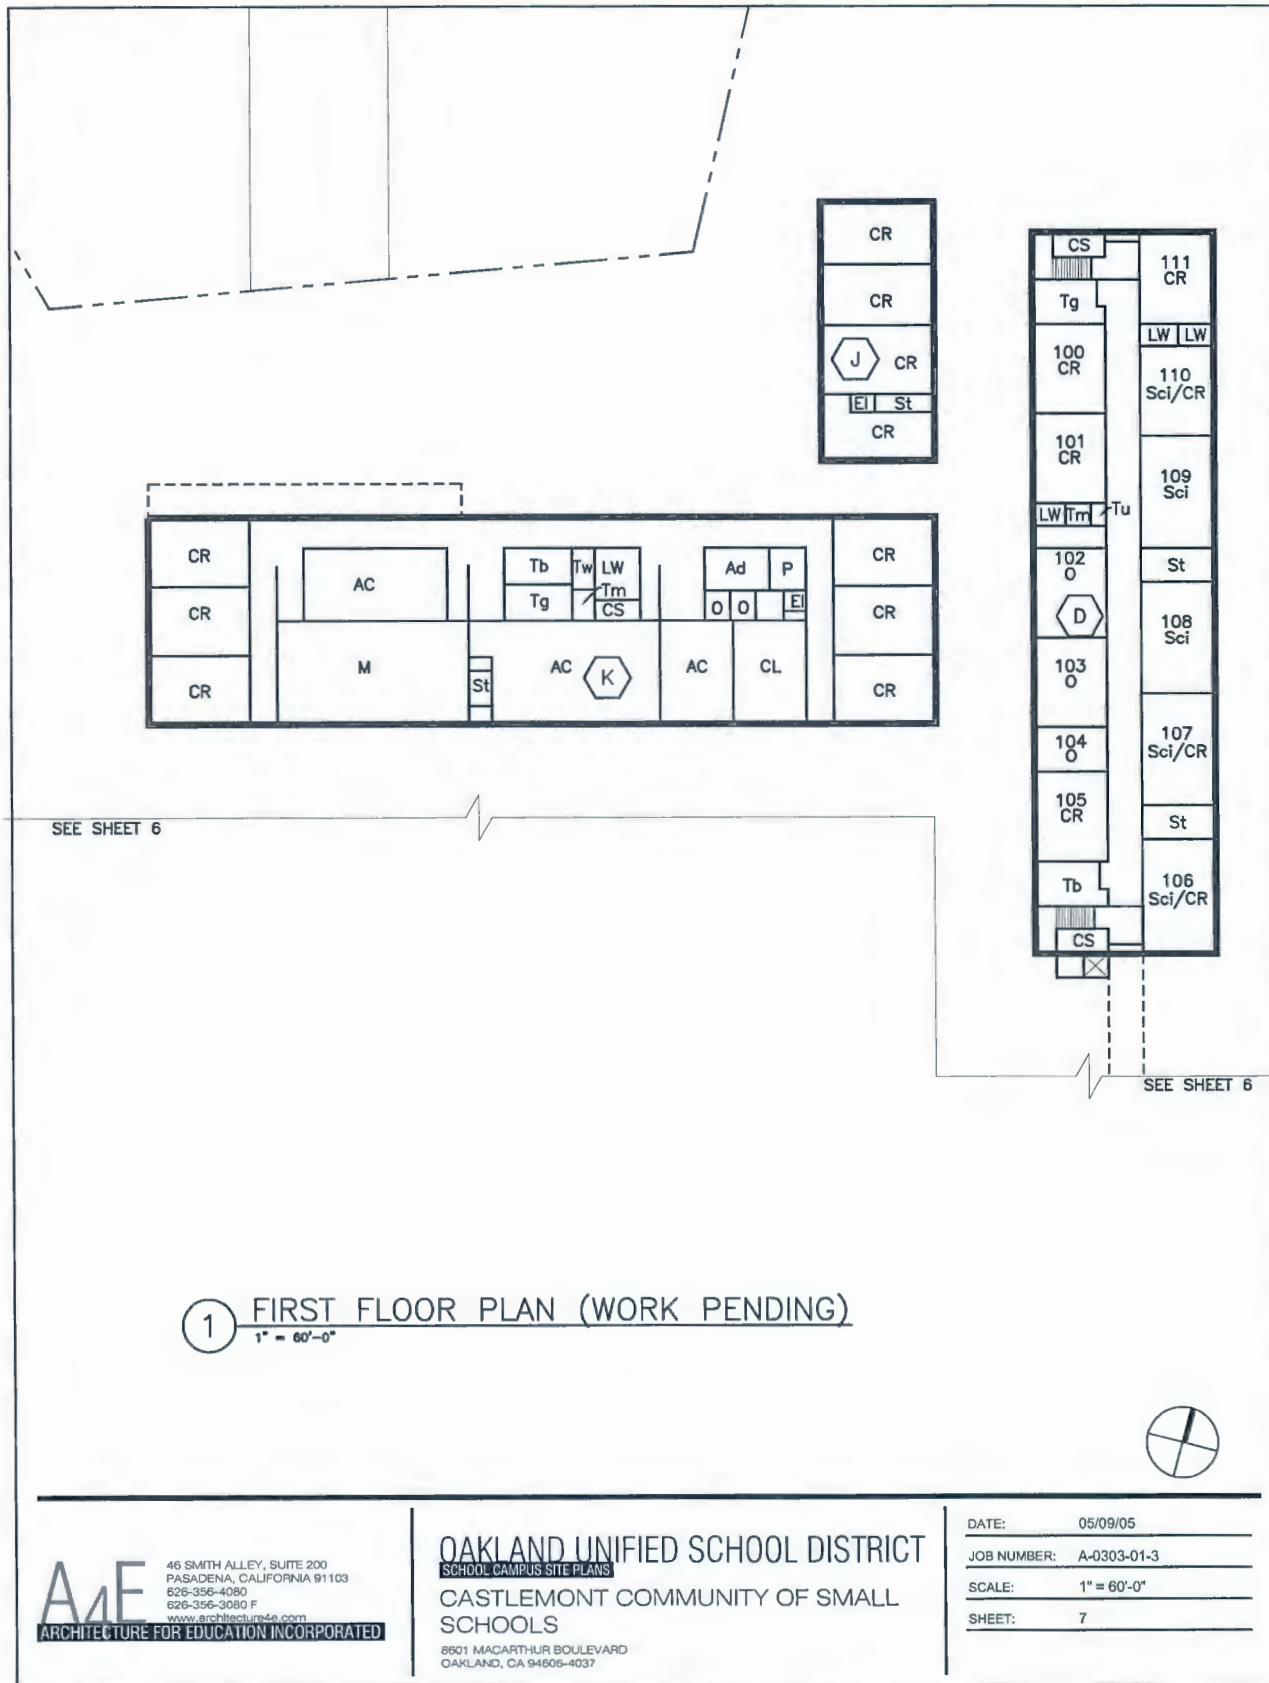 CR
CR
J
CR
EI
St
CR
CS
111
CR
Tg
LW
LW
100
CR
110
Sci/CR
101
CR
109
Sci
LW
Tm
Tu
102
O
St
D
108
Sci
103
O
107
Sci/CR
104
O
105
CR
St
Tb
106
Sci/CR
CS
CR
AC
Tb
Tw
LW
Ad
P
CR
CR
Tg
Tm
CS
O
O
EI
CR
CR
M
St
AC
K
AC
CL
CR
SEE SHEET 6
SEE SHEET 6
1
FIRST FLOOR PLAN (WORK PENDING)
1" = 60'-0"
A4E
46 SMITH ALLEY, SUITE 200
PASADENA, CALIFORNIA 91103
626-356-4080
626-356-3080 F
www.architecture4e.com
ARCHITECTURE FOR EDUCATION INCORPORATED
OAKLAND UNIFIED SCHOOL DISTRICT
SCHOOL CAMPUS SITE PLANS
CASTLEMONT COMMUNITY OF SMALL
SCHOOLS
8601 MACARTHUR BOULEVARD
OAKLAND, CA 94605-4037
DATE: 05/09/05
JOB NUMBER: A-0303-01-3
SCALE: 1" = 60'-0"
SHEET: 7